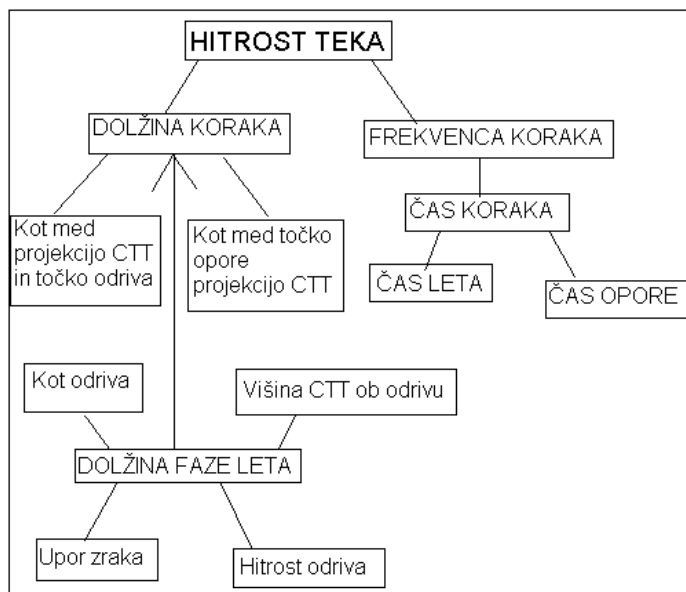 HITROST TEKA
DOLŽINA KORAKA
FREKVENCA KORAKA
Kot med
projekcijo CTT
in točko odriva
Kot med točko
opore
projekcijo CTT
ČAS KORAKA
ČAS LETA
ČAS OPORE
Kot odriva
Višina CTT ob odrivu
DOLŽINA FAZE LETA
Upor zraka
Hitrost odriva